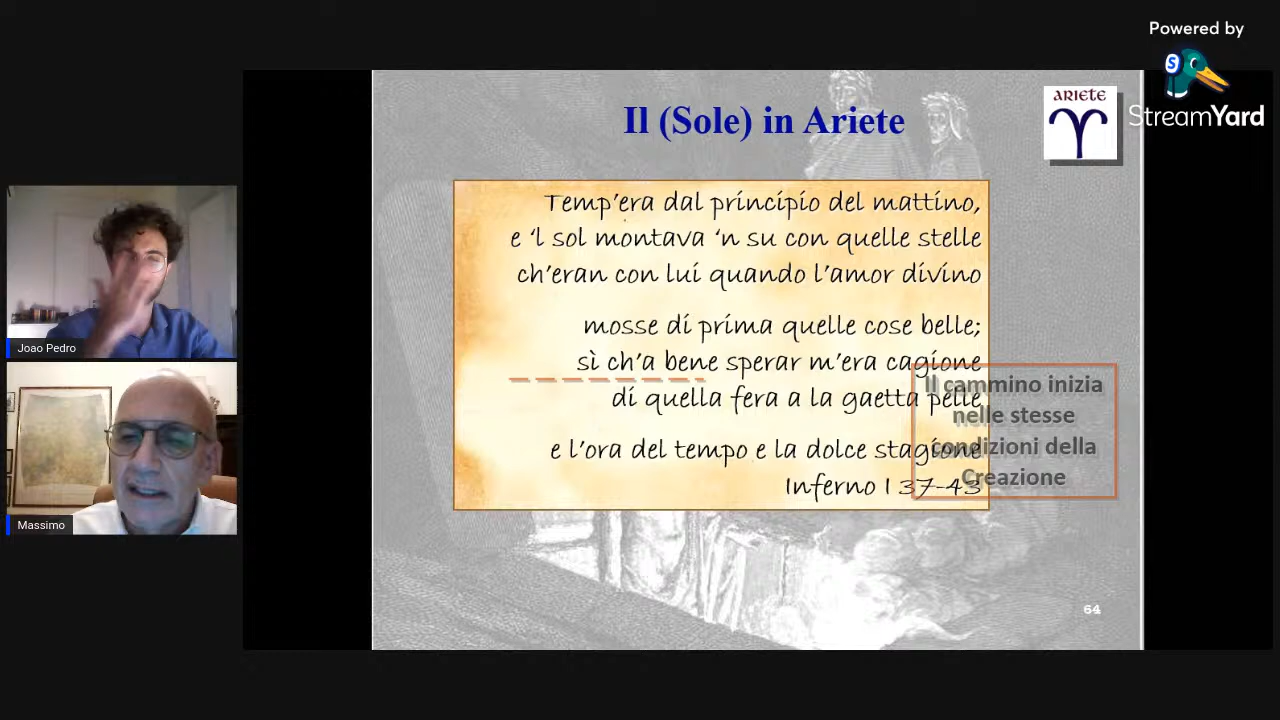 Powered by
StreamYard
Il (Sole) in Ariete
ARIETE
Temp'era dal principio del mattino,
e 'l sol montava 'n su con quelle stelle
ch'eran con lui quando l'amor divino
mosse di prima quelle cose belle;
sì ch'a bene sperar m'era cagione
di quella fera a la gaetta pelle
e l'ora del tempo e la dolce stagione
Inferno I 37-43
Il cammino inizia
nelle stesse
condizioni della
Creazione
64
Joao Pedro
Massimo